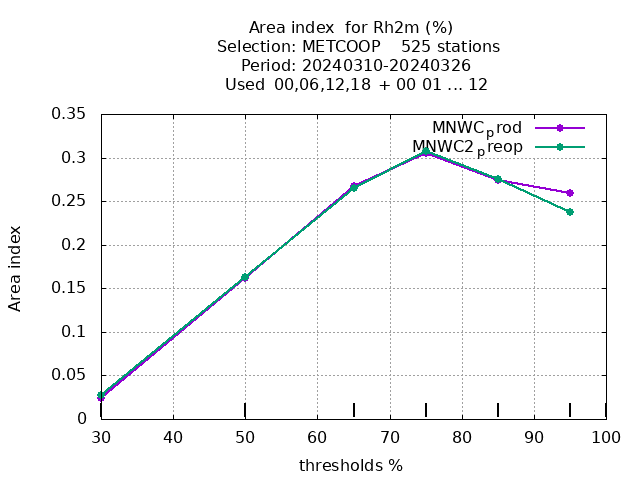 Area index  for Rh2m (%)
Selection: METCOOP    525 stations
Period: 20240310-20240326
Used  00,06,12,18  + 00 01 ... 12
MNWCprod
MNWC2preop
0.35
0.3
0.25
0.2
0.15
0.1
0.05
0
Area index
30 40 50 60 70 80 90 100
thresholds %